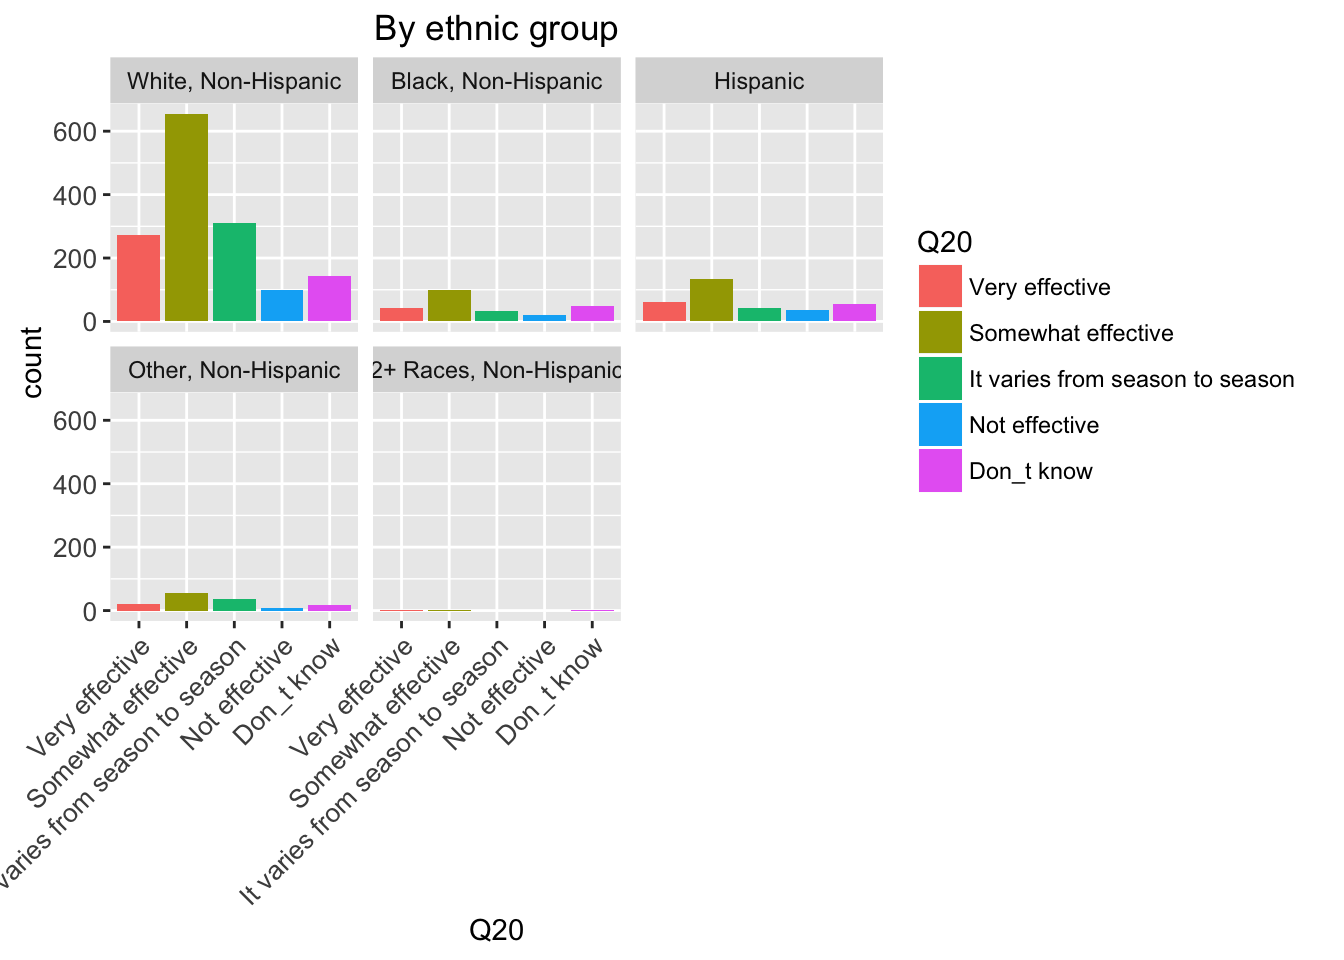 By ethnic group
White, Non-Hispanic
Black, Non-Hispanic
Hispanic
600
400
200
0
count
Other, Non-Hispanic
2+ Races, Non-Hispanic
600
400
200
0
Very effective
Somewhat effective
varies from season to season
Not effective
Don_t know
Very effective
Somewhat effective
It varies from season to season
Not effective
Don_t know
Q20
Q20
Very effective
Somewhat effective
It varies from season to season
Not effective
Don_t know